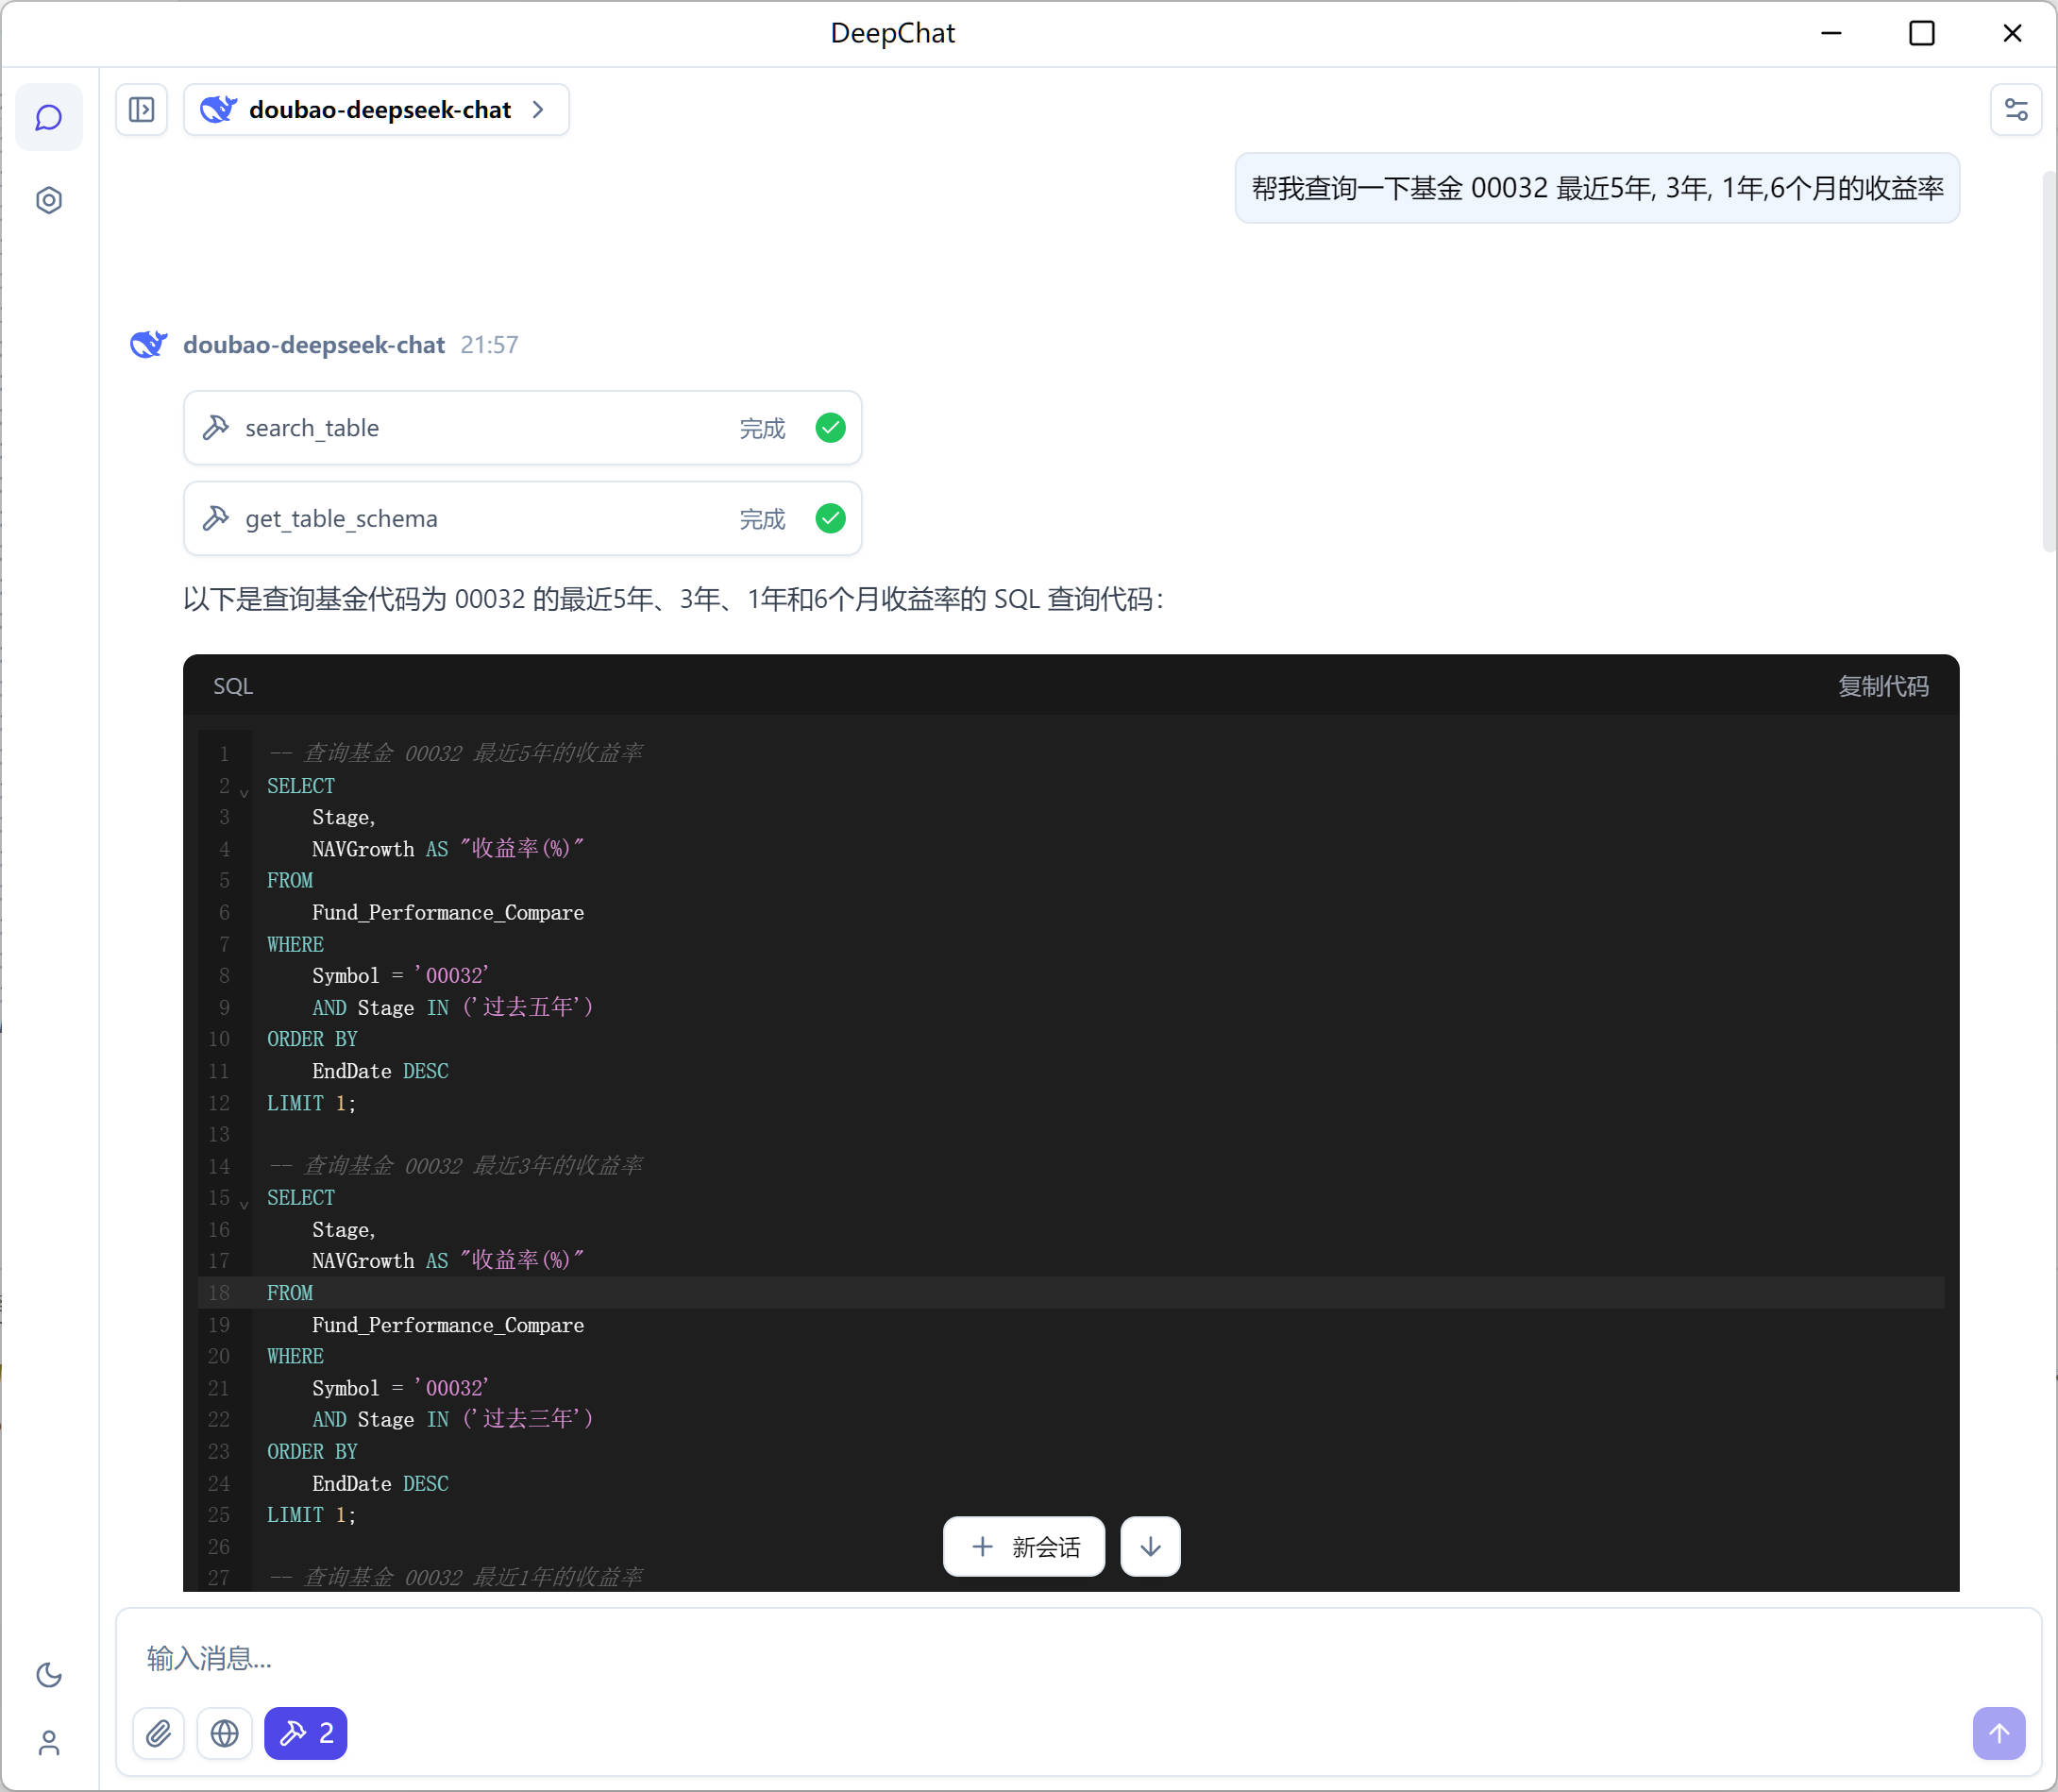 DeepChat
doubao-deepseek-chat
帮我查询一下基金 00032 最近5年, 3年, 1年,6个月的收益率
doubao-deepseek-chat 21:57
search_table 完成
get_table_schema 完成
以下是查询基金代码为 00032 的最近5年、3年、1年和6个月收益率的 SQL 查询代码：
SQL 复制代码
1 -- 查询基金 00032 最近5年的收益率
2 SELECT
3 Stage,
4 NAVGrowth AS "收益率(%)"
5 FROM
6 Fund_Performance_Compare
7 WHERE
8 Symbol = '00032'
9 AND Stage IN ('过去五年')
10 ORDER BY
11 EndDate DESC
12 LIMIT 1;
13
14 -- 查询基金 00032 最近3年的收益率
15 SELECT
16 Stage,
17 NAVGrowth AS "收益率(%)"
18 FROM
19 Fund_Performance_Compare
20 WHERE
21 Symbol = '00032'
22 AND Stage IN ('过去三年')
23 ORDER BY
24 EndDate DESC
25 LIMIT 1;
26
27 -- 查询基金 00032 最近1年的收益率
新会话
输入消息...
2